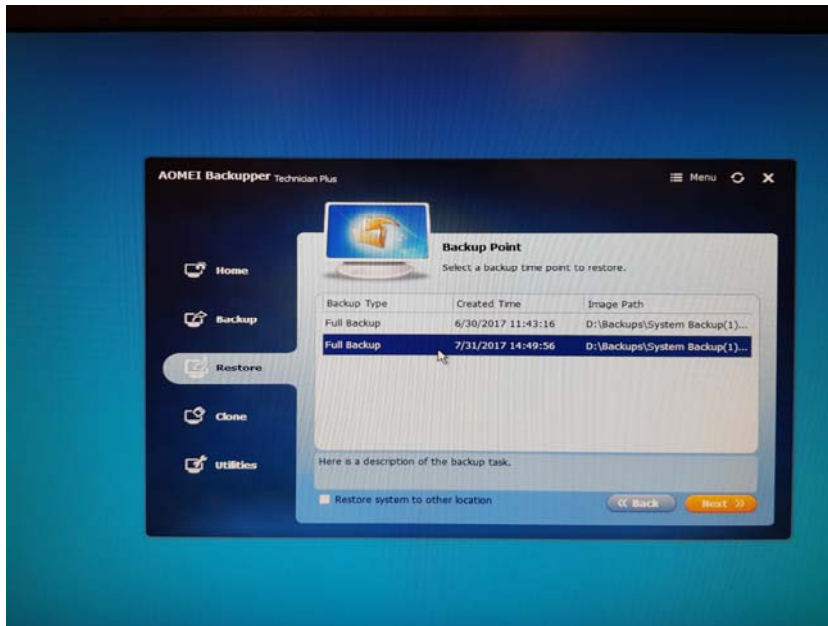 AOMEI Backupper Technician Plus
Menu
Backup Point
Select a backup time point to restore.
Home
Backup
Restore
Clone
Utilities
Backup Type Created Time Image Path
Full Backup 6/30/2017 11:43:16 D:\Backups\System Backup(1)...
Full Backup 7/31/2017 14:49:56 D:\Backups\System Backup(1)...
Here is a description of the backup task.
Restore system to other location
Back
Next